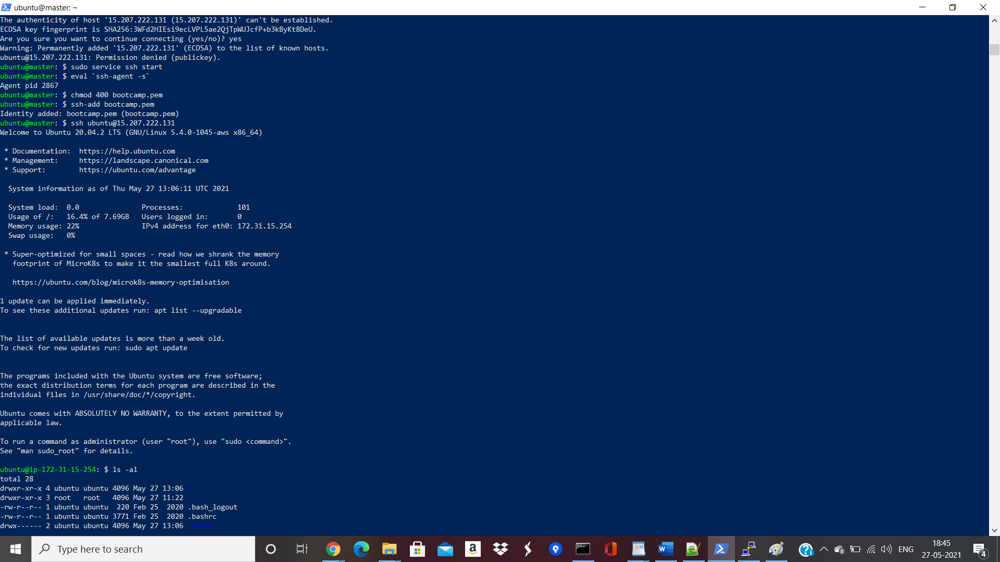 ubuntu@master: ~
The authenticity of host '15.207.222.131 (15.207.222.131)' can't be established.
ECDSA key fingerprint is SHA256:3WFd2HIEsi9ecLVPL5ae2QjTpWUJcfP+b3kByKt8DeU.
Are you sure you want to continue connecting (yes/no)? yes
Warning: Permanently added '15.207.222.131' (ECDSA) to the list of known hosts.
ubuntu@15.207.222.131: Permission denied (publickey).
ubuntu@master: $ sudo service ssh start
ubuntu@master: $ eval `ssh-agent -s`
Agent pid 2867
ubuntu@master: $ chmod 400 bootcamp.pem
ubuntu@master: $ ssh-add bootcamp.pem
Identity added: bootcamp.pem (bootcamp.pem)
ubuntu@master: $ ssh ubuntu@15.207.222.131
Welcome to Ubuntu 20.04.2 LTS (GNU/Linux 5.4.0-1045-aws x86_64)
* Documentation:  https://help.ubuntu.com
* Management:     https://landscape.canonical.com
* Support:        https://ubuntu.com/advantage
System information as of Thu May 27 13:06:11 UTC 2021
System load:  0.0               Processes:             101
Usage of /:   16.4% of 7.69GB   Users logged in:       0
Memory usage: 22%               IPv4 address for eth0: 172.31.15.254
Swap usage:   0%
* Super-optimized for small spaces - read how we shrank the memory
footprint of MicroK8s to make it the smallest full K8s around.
https://ubuntu.com/blog/microk8s-memory-optimisation
1 update can be applied immediately.
To see these additional updates run: apt list --upgradable
The list of available updates is more than a week old.
To check for new updates run: sudo apt update
The programs included with the Ubuntu system are free software;
the exact distribution terms for each program are described in the
individual files in /usr/share/doc/*/copyright.
Ubuntu comes with ABSOLUTELY NO WARRANTY, to the extent permitted by
applicable law.
To run a command as administrator (user "root"), use "sudo <command>".
See "man sudo_root" for details.
ubuntu@ip-172-31-15-254: $ ls -al
total 28
drwxr-xr-x 4 ubuntu ubuntu 4096 May 27 13:06 .
drwxr-xr-x 3 root   root   4096 May 27 11:22 ..
-rw-r--r-- 1 ubuntu ubuntu  220 Feb 25  2020 .bash_logout
-rw-r--r-- 1 ubuntu ubuntu 3771 Feb 25  2020 .bashrc
drwx------ 2 ubuntu ubuntu 4096 May 27 13:06 .cache
Type here to search
ENG
18:45
27-05-2021
4